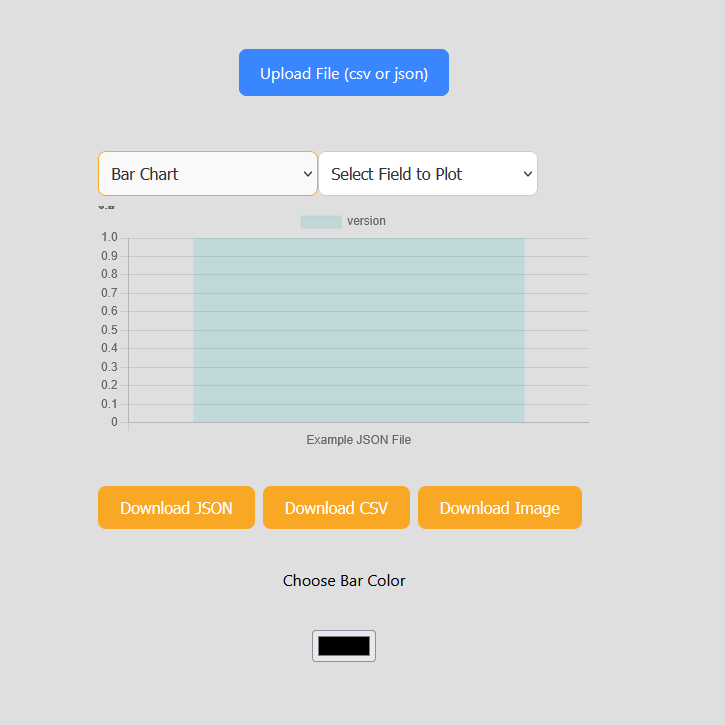 Upload File (csv or json)
Bar Chart
Select Field to Plot
version
1.0
0.9
0.8
0.7
0.6
0.5
0.4
0.3
0.2
0.1
0
Example JSON File
Download JSON
Download CSV
Download Image
Choose Bar Color